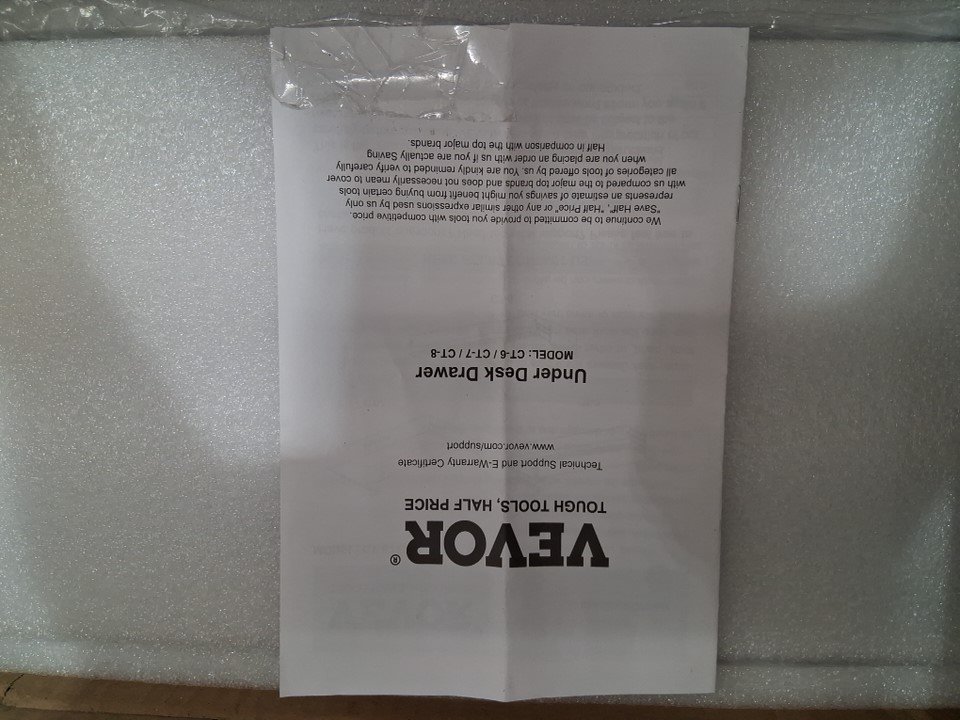 VEVOR®
TOUGH TOOLS, HALF PRICE
Technical Support and E-Warranty Certificate
www.vevor.com/support
Under Desk Drawer
MODEL: CT-6 / CT-7 / CT-8
We continue to be committed to provide you tools with competitive price.
"Save Half", "Half Price" or any other similar expressions used by us only
represents an estimate of savings you might benefit from buying certain tools
with us compared to the major top brands and does not necessarily mean to cover
all categories of tools offered by us. You are kindly reminded to verify carefully
when you are placing an order with us if you are actually Saving
Half in comparison with the top major brands.